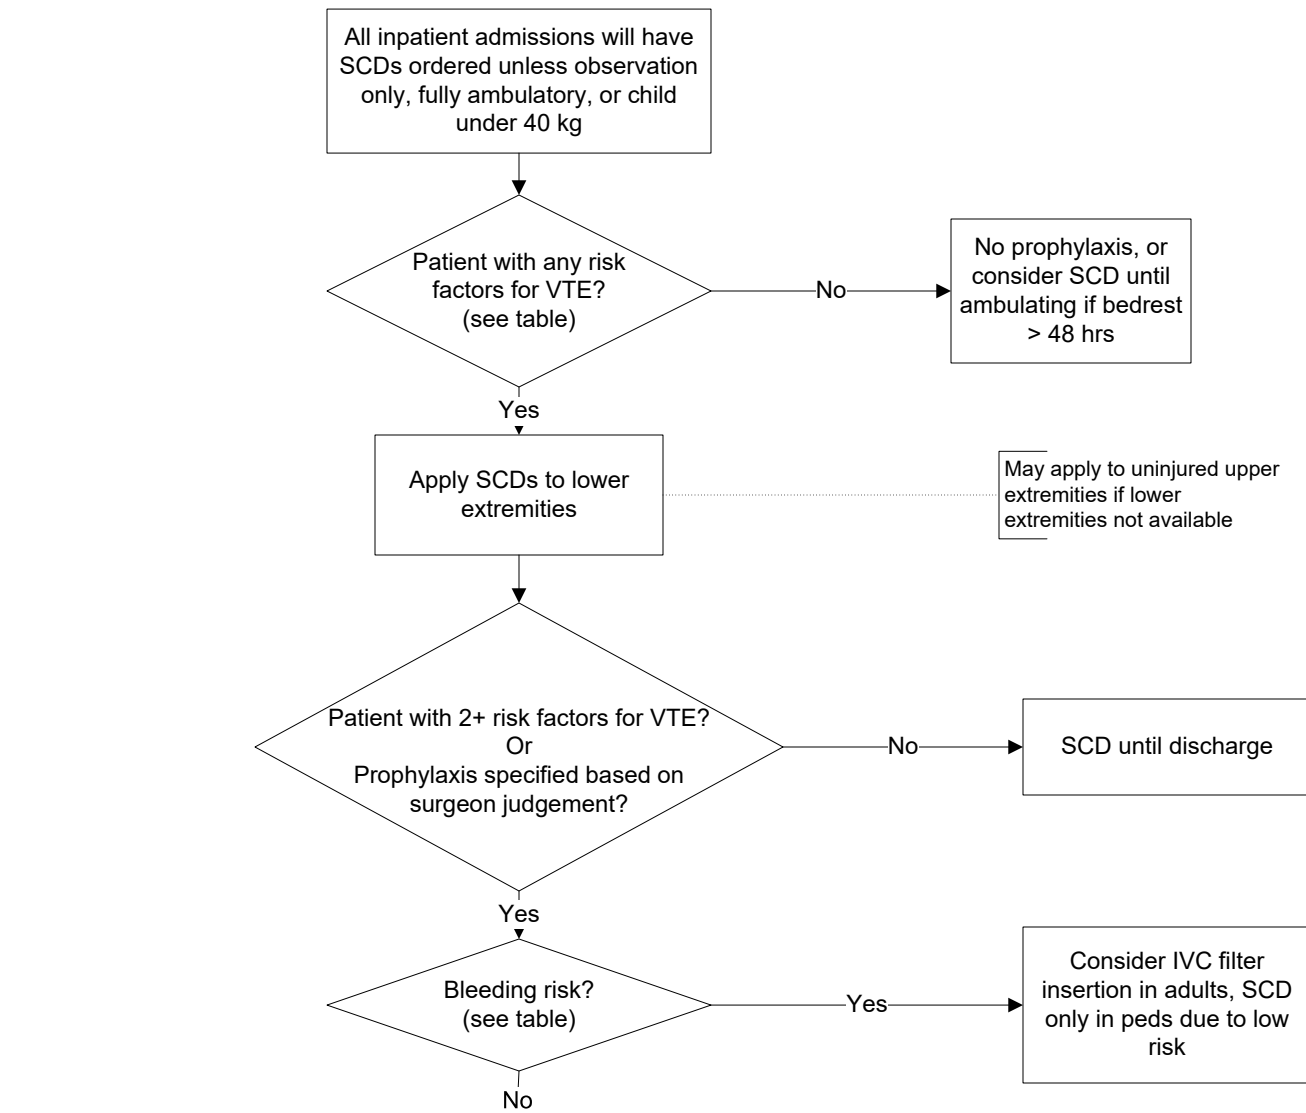 All inpatient admissions will have
SCDs ordered unless observation
only, fully ambulatory, or child
under 40 kg
Patient with any risk
factors for VTE?
(see table)
No
No prophylaxis, or
consider SCD until
ambulating if bedrest
> 48 hrs
Yes
Apply SCDs to lower
extremities
May apply to uninjured upper
extremities if lower
extremities not available
Patient with 2+ risk factors for VTE?
Or
Prophylaxis specified based on
surgeon judgement?
No
SCD until discharge
Yes
Bleeding risk?
(see table)
Yes
Consider IVC filter
insertion in adults, SCD
only in peds due to low
risk
No